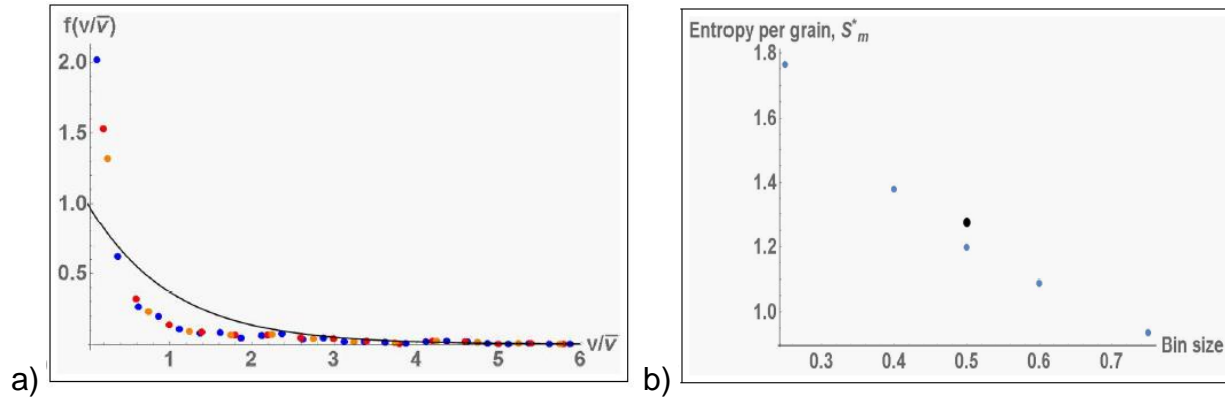 f(v/v̅)
2.0
1.5
1.0
0.5
1 2 3 4 5 6
v/v̅
a)
Entropy per grain, S*m
1.8
1.6
1.4
1.2
1.0
0.3 0.4 0.5 0.6 0.7
Bin size
b)